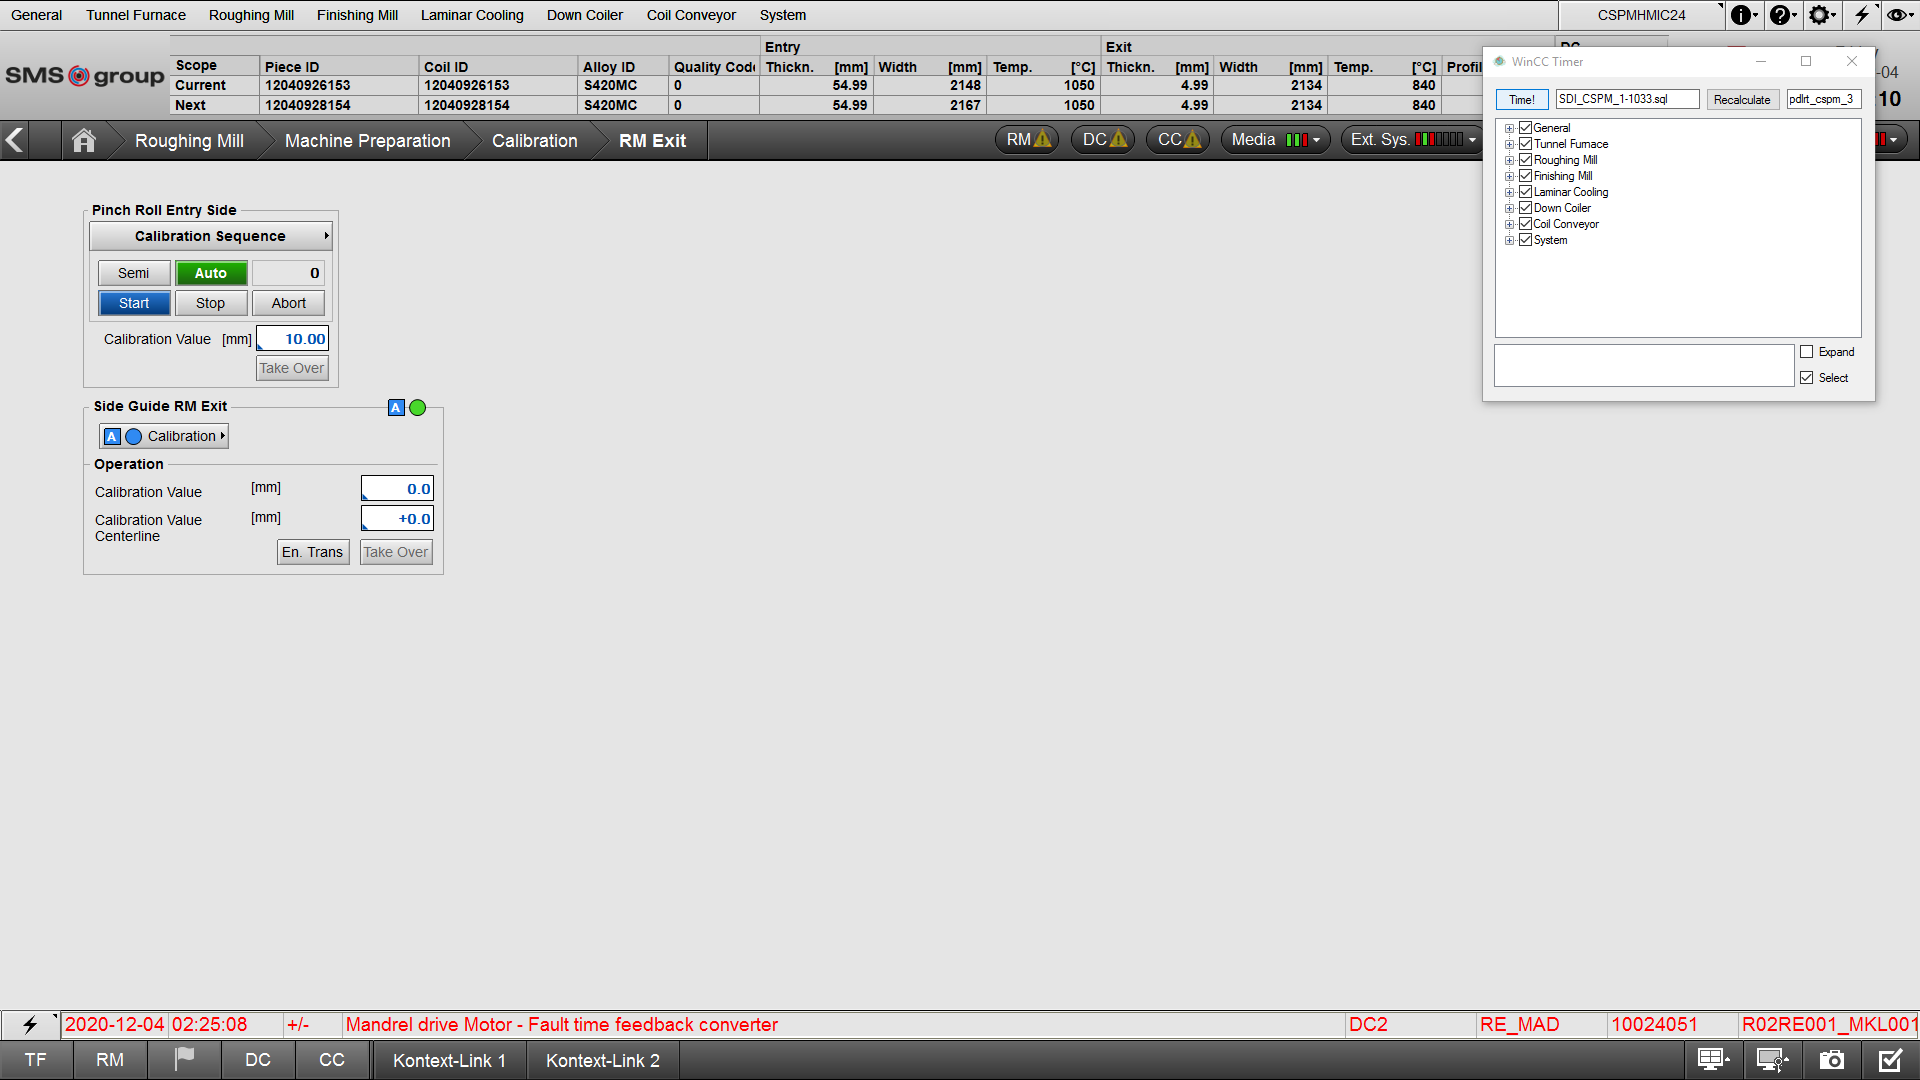 General Tunnel Furnace Roughing Mill Finishing Mill Laminar Cooling Down Coiler Coil Conveyor System CSPMHMIC24
SMS group
Entry Exit
Scope Piece ID Coil ID Alloy ID Quality Code Thickn. [mm] Width [mm] Temp. [°C] Thickn. [mm] Width [mm] Temp. [°C] Profil
Current 12040926153 12040926153 S420MC 0 54.99 2148 1050 4.99 2134 840
Next 12040928154 12040928154 S420MC 0 54.99 2167 1050 4.99 2134 840
-04
10
Roughing Mill Machine Preparation Calibration RM Exit RM DC CC Media Ext. Sys.
WinCC Timer
Time! SDI_CSPM_1-1033.sql Recalculate pdlrt_cspm_3
General
Tunnel Furnace
Roughing Mill
Finishing Mill
Laminar Cooling
Down Coiler
Coil Conveyor
System
Expand
Select
Pinch Roll Entry Side
Calibration Sequence
Semi Auto 0
Start Stop Abort
Calibration Value [mm] 10.00
Take Over
Side Guide RM Exit A
A Calibration
Operation
Calibration Value [mm] 0.0
Calibration Value [mm] +0.0
Centerline
En. Trans Take Over
2020-12-04 02:25:08 +/- Mandrel drive Motor - Fault time feedback converter DC2 RE_MAD 10024051 R02RE001_MKL001
TF RM DC CC Kontext-Link 1 Kontext-Link 2